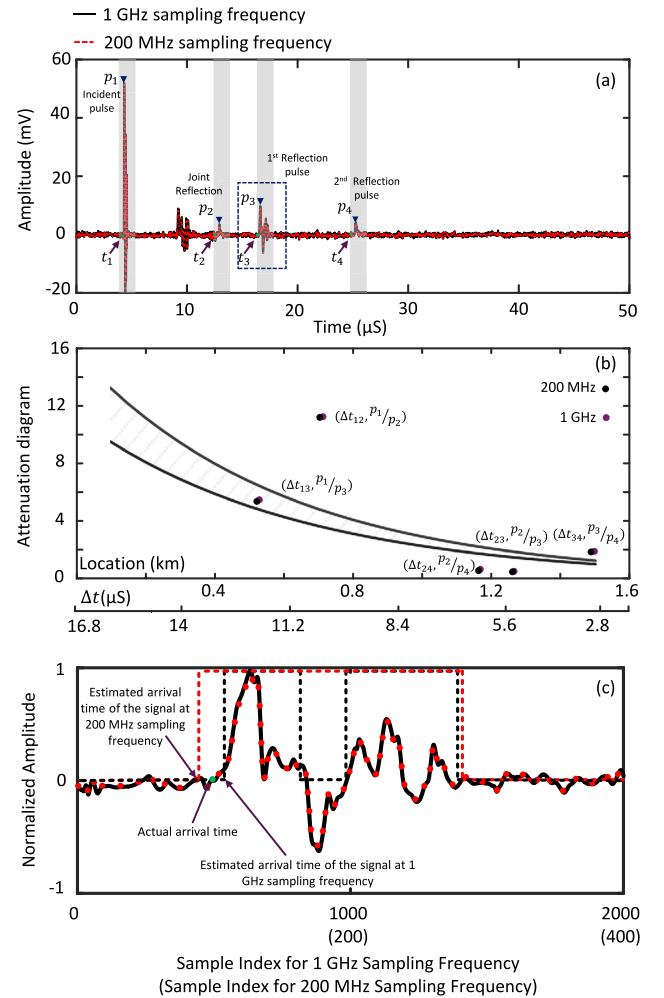 1 GHz sampling frequency
200 MHz sampling frequency
(a)
60
40
20
0
-20
Amplitude (mV)
p1
Incident
pulse
Joint
Reflection
p2
1st Reflection
pulse
p3
2nd Reflection
pulse
p4
t1
t2
t3
t4
0
10
20
30
40
50
Time (µS)
(b)
16
12
8
4
0
Attenuation diagram
200 MHz
1 GHz
(Δt12, p1/p2)
(Δt13, p1/p3)
(Δt23, p2/p3)
(Δt34, p3/p4)
(Δt24, p2/p4)
Location (km)
0.4
0.8
1.2
1.6
Δt(µS)
16.8
14
11.2
8.4
5.6
2.8
(c)
1
0
-1
Normalized Amplitude
Estimated arrival
time of the signal at
200 MHz sampling
frequency
Actual arrival time
Estimated arrival time of the signal at 1
GHz sampling frequency
0
1000
2000
(200)
(400)
Sample Index for 1 GHz Sampling Frequency
(Sample Index for 200 MHz Sampling Frequency)